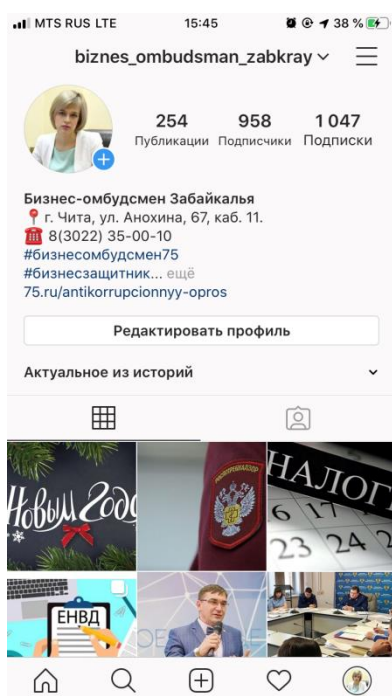 MTS RUS LTE 15:45 38 %
biznes_ombudsman_zabkray
254 958 1 047
Публикации Подписчики Подписки
Бизнес-омбудсмен Забайкалья
г. Чита, ул. Анохина, 67, каб. 11.
8(3022) 35-00-10
#бизнесомбудсмен75
#бизнесзащитник... ещё
75.ru/antikorrupcionnyy-opros
Редактировать профиль
Актуальное из историй
Новым Годо
НАЛОГ
6 17
23 24 2
ЕНВД